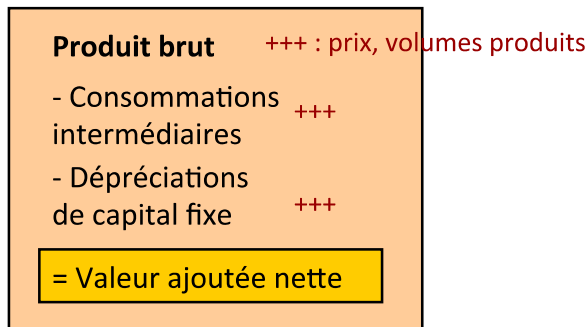 Produit brut +++ : prix, volumes produits
- Consommations
intermédiaires +++
- Dépréciations
de capital fixe +++
= Valeur ajoutée nette